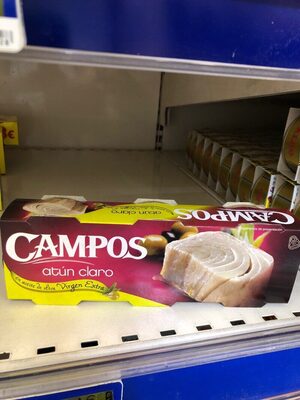 atún claro
CAMPOS
CAMPOS
atún claro
En aceite de oliva Virgen Extra